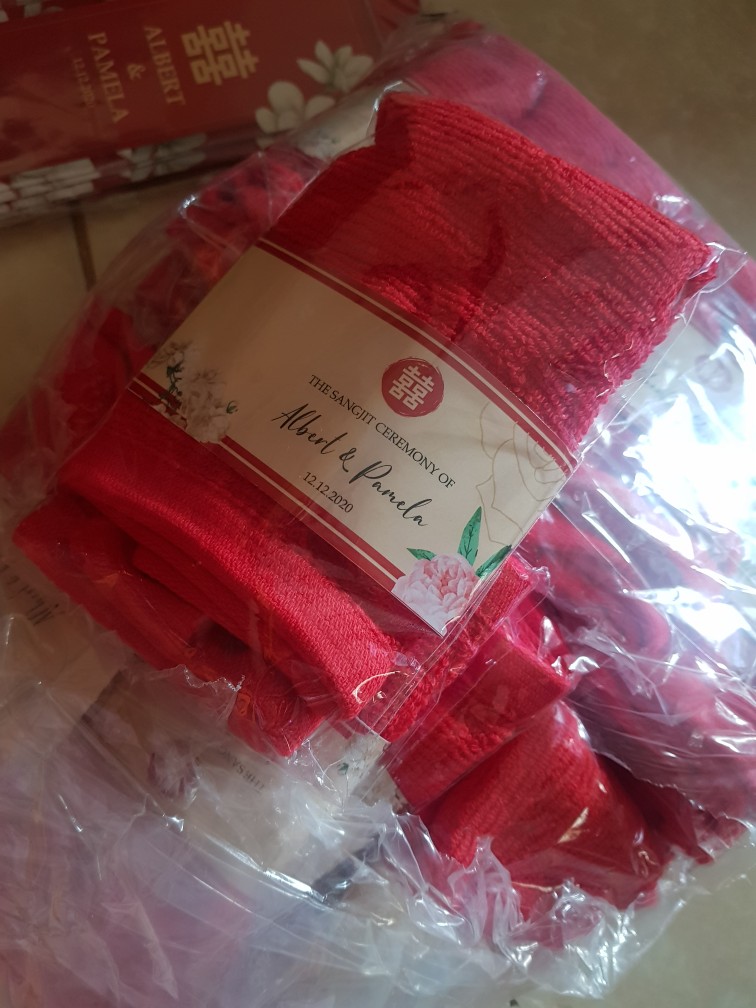 囍
ALBERT
&
PAMELA
囍
THE SANGJIT CEREMONY OF
Albert & Pamela
12.12.2020